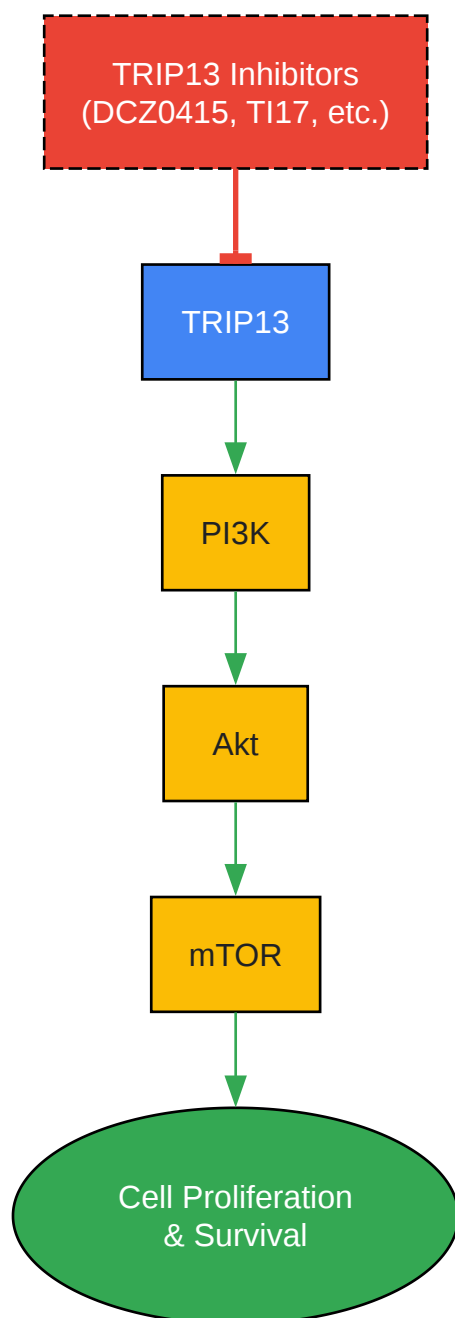 TRIP13 Inhibitors
(DCZ0415, TI17, etc.)
TRIP13
PI3K
Akt
mTOR
Cell Proliferation
& Survival